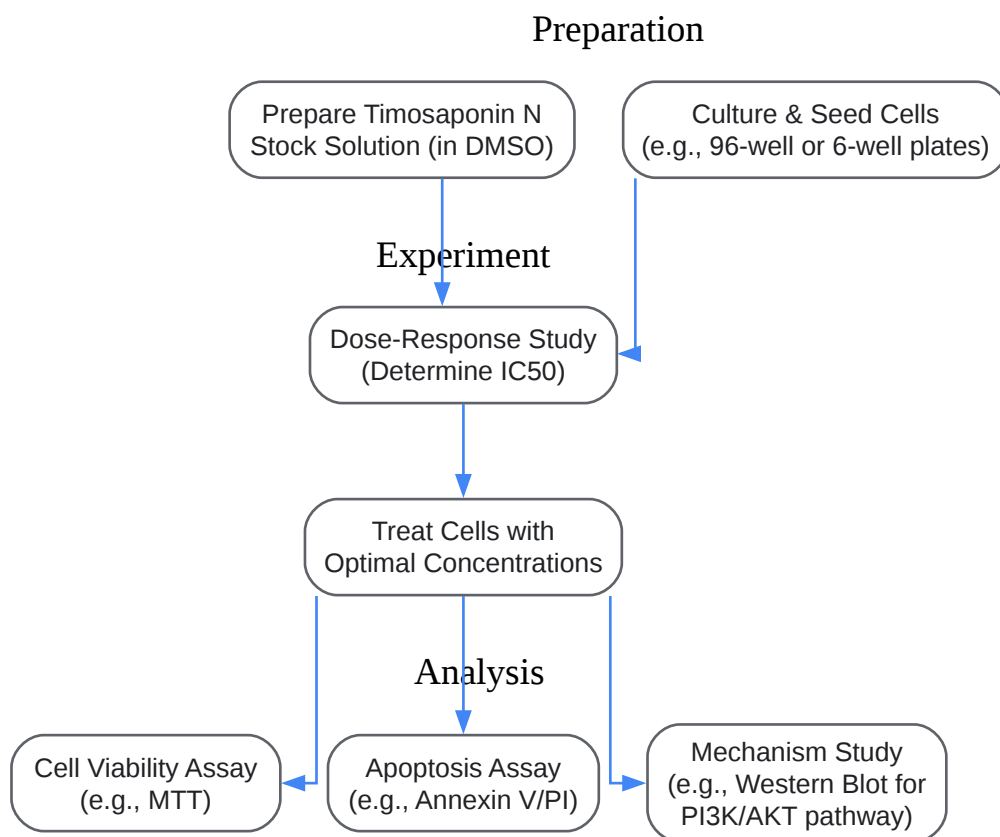 Preparation
Prepare Timosaponin N
Stock Solution (in DMSO)
Culture & Seed Cells
(e.g., 96-well or 6-well plates)
Experiment
Dose-Response Study
(Determine IC50)
Treat Cells with
Optimal Concentrations
Analysis
Cell Viability Assay
(e.g., MTT)
Apoptosis Assay
(e.g., Annexin V/PI)
Mechanism Study
(e.g., Western Blot for
PI3K/AKT pathway)